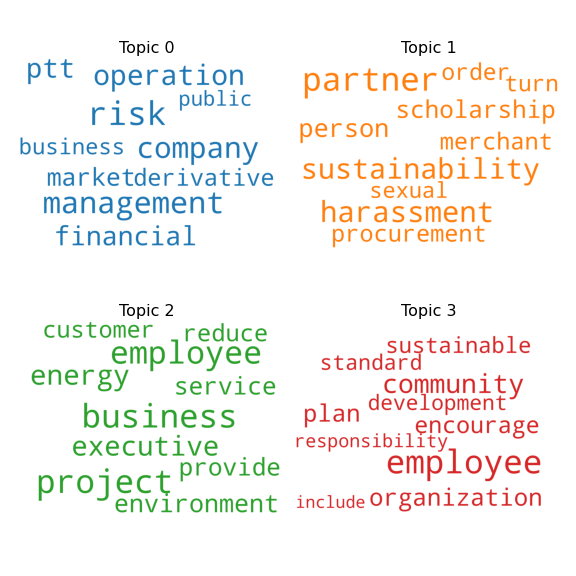 Topic 0
ptt
operation
public
risk
business
company
market
derivative
management
financial
Topic 1
partner
order
turn
scholarship
person
merchant
sustainability
sexual
harassment
procurement
Topic 2
customer
reduce
employee
energy
service
business
executive
provide
project
environment
Topic 3
sustainable
standard
community
development
plan
encourage
responsibility
employee
include
organization